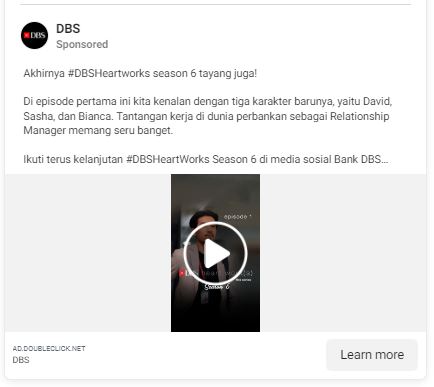 DBS
Sponsored
DBS
Akhirnya #DBSHeartworks season 6 tayang juga!
Di episode pertama ini kita kenalan dengan tiga karakter barunya, yaitu David,
Sasha, dan Bianca. Tantangan kerja di dunia perbankan sebagai Relationship
Manager memang seru banget.
Ikuti terus kelanjutan #DBSHeartWorks Season 6 di media sosial Bank DBS...
episode 1
Season 6
AD.DOUBLECLICK.NET
DBS
Learn more